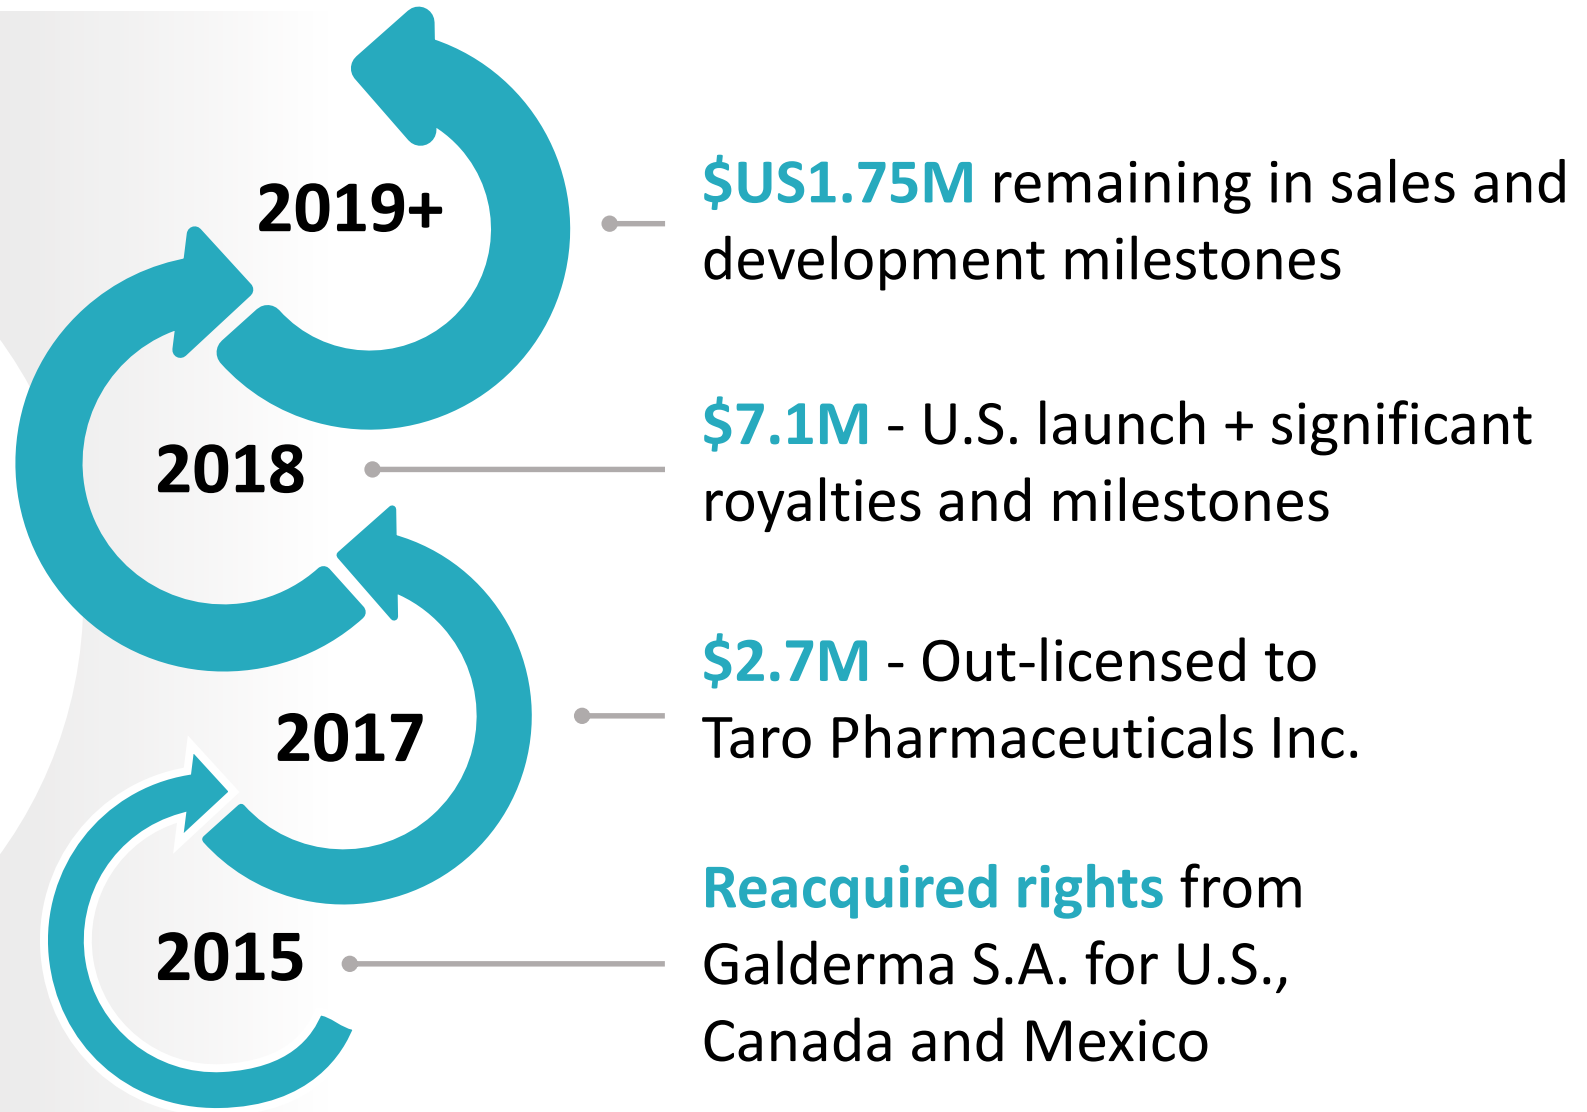 2019+
$US1.75M remaining in sales and
development milestones
2018
$7.1M - U.S. launch + significant
royalties and milestones
2017
$2.7M - Out-licensed to
Taro Pharmaceuticals Inc.
2015
Reacquired rights from
Galderma S.A. for U.S.,
Canada and Mexico